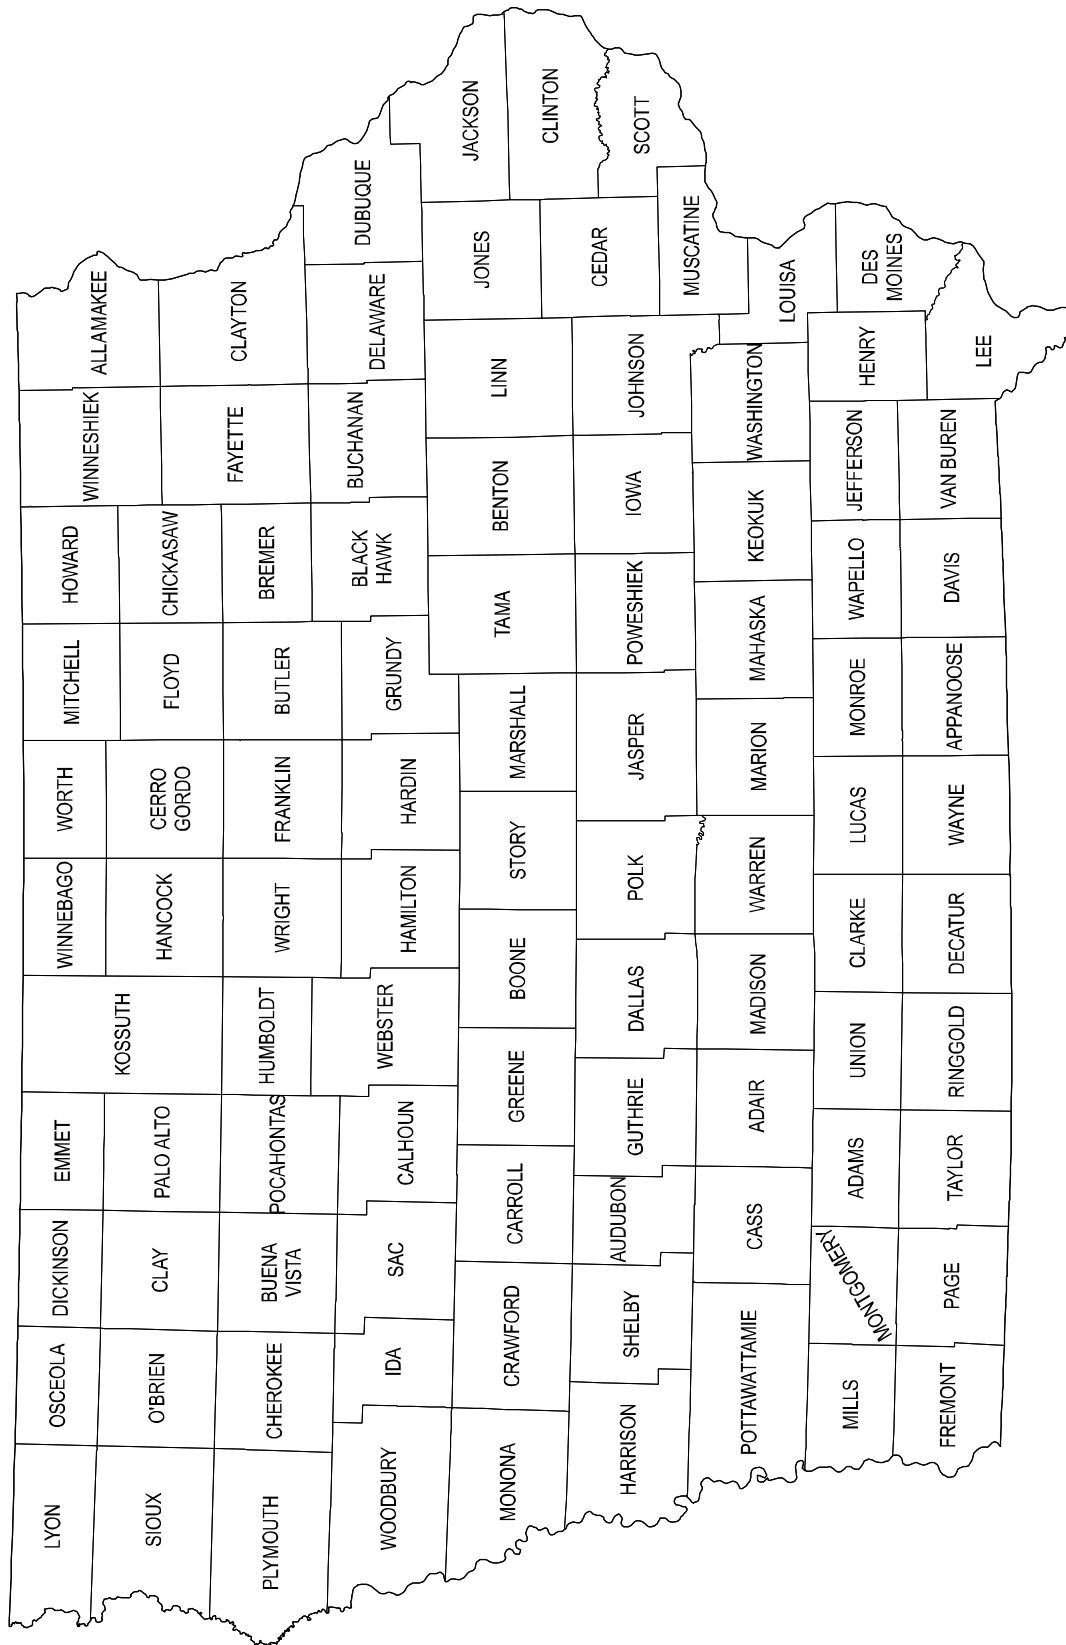 LYON
OSCEOLA
DICKINSON
EMMET
KOSSUTH
WINNEBAGO
WORTH
MITCHELL
HOWARD
WINNESHIEK
ALLAMAKEE
SIOUX
O'BRIEN
CLAY
PALO ALTO
HANCOCK
CERRO
GORDO
FLOYD
CHICKASAW
FAYETTE
CLAYTON
PLYMOUTH
CHEROKEE
BUENA
VISTA
POCAHONTAS
HUMBOLDT
WRIGHT
FRANKLIN
BUTLER
BREMER
WOODBURY
IDA
SAC
CALHOUN
WEBSTER
HAMILTON
HARDIN
GRUNDY
BLACK
HAWK
BUCHANAN
DELAWARE
DUBUQUE
MONONA
CRAWFORD
CARROLL
GREENE
BOONE
STORY
MARSHALL
TAMA
BENTON
LINN
JONES
JACKSON
CLINTON
HARRISON
SHELBY
AUDUBON
GUTHRIE
DALLAS
POLK
JASPER
POWESHIEK
IOWA
JOHNSON
CEDAR
SCOTT
MUSCATINE
POTTAWATTAMIE
CASS
ADAIR
MADISON
WARREN
MARION
MAHASKA
KEOKUK
WASHINGTON
LOUISA
MILLS
MONTGOMERY
ADAMS
UNION
CLARKE
LUCAS
MONROE
WAPELLO
JEFFERSON
HENRY
DES
MOINES
FREMONT
PAGE
TAYLOR
RINGGOLD
DECATUR
WAYNE
APPANOOSE
DAVIS
VAN BUREN
LEE